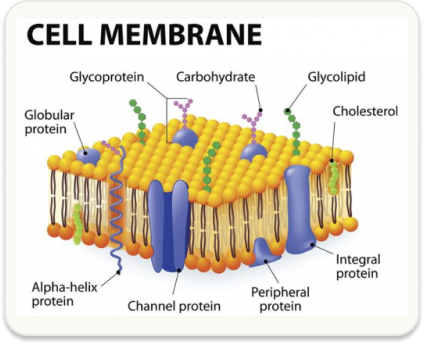 CELL MEMBRANE
Glycoprotein
Carbohydrate
Glycolipid
Globular
protein
Cholesterol
Alpha-helix
protein
Channel protein
Peripheral
protein
Integral
protein